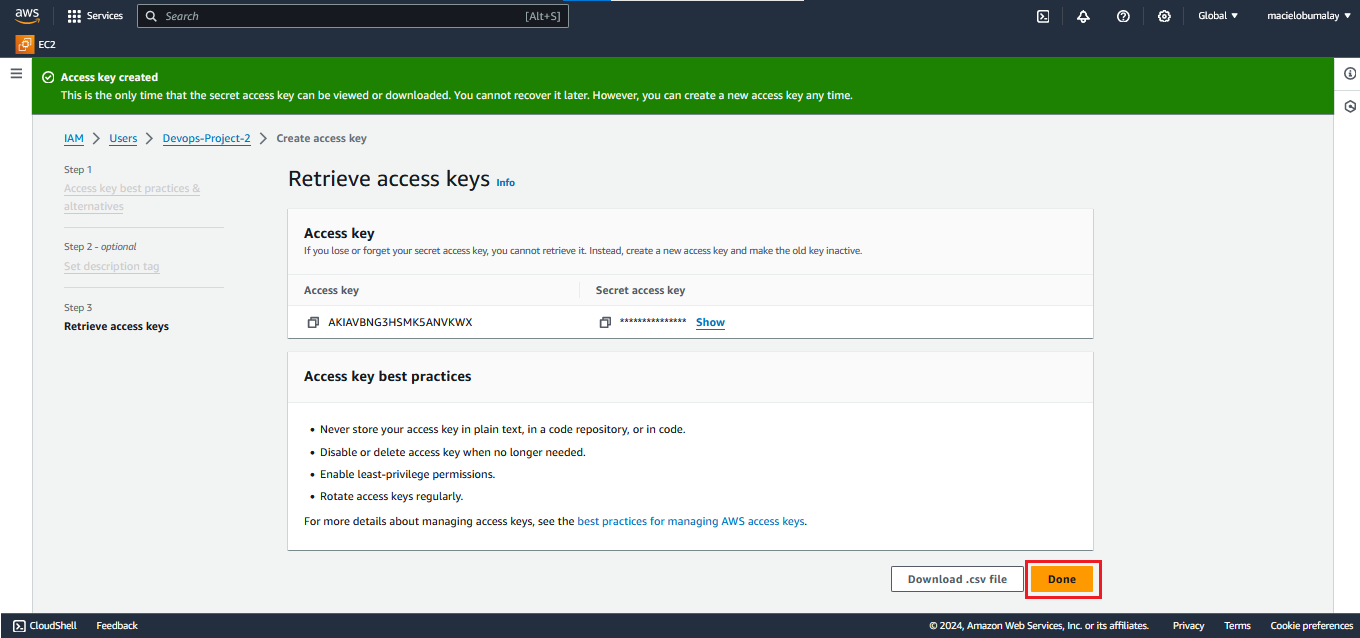 aws
Services
Search
[Alt+S]
Global
macielobumalay
EC2
Access key created
This is the only time that the secret access key can be viewed or downloaded. You cannot recover it later. However, you can create a new access key any time.
IAM > Users > Devops-Project-2 > Create access key
Step 1
Access key best practices &
alternatives
Step 2 - optional
Set description tag
Step 3
Retrieve access keys
Retrieve access keys Info
Access key
If you lose or forget your secret access key, you cannot retrieve it. Instead, create a new access key and make the old key inactive.
Access key
Secret access key
AKIAVBNG3HSMK5ANVKWX
*************** Show
Access key best practices
• Never store your access key in plain text, in a code repository, or in code.
• Disable or delete access key when no longer needed.
• Enable least-privilege permissions.
• Rotate access keys regularly.
For more details about managing access keys, see the best practices for managing AWS access keys.
Download .csv file
Done
CloudShell
Feedback
© 2024, Amazon Web Services, Inc. or its affiliates.
Privacy
Terms
Cookie preferences